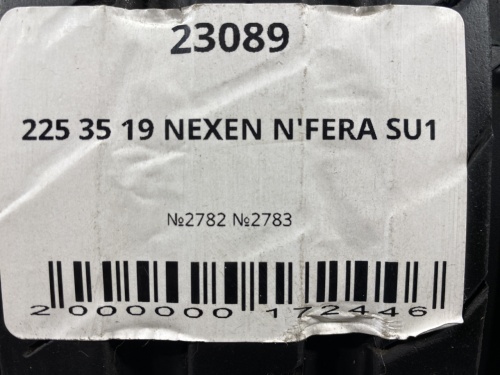 23089
225 35 19 NEXEN N'FERA SU1
№2782 №2783
2 000000 172446